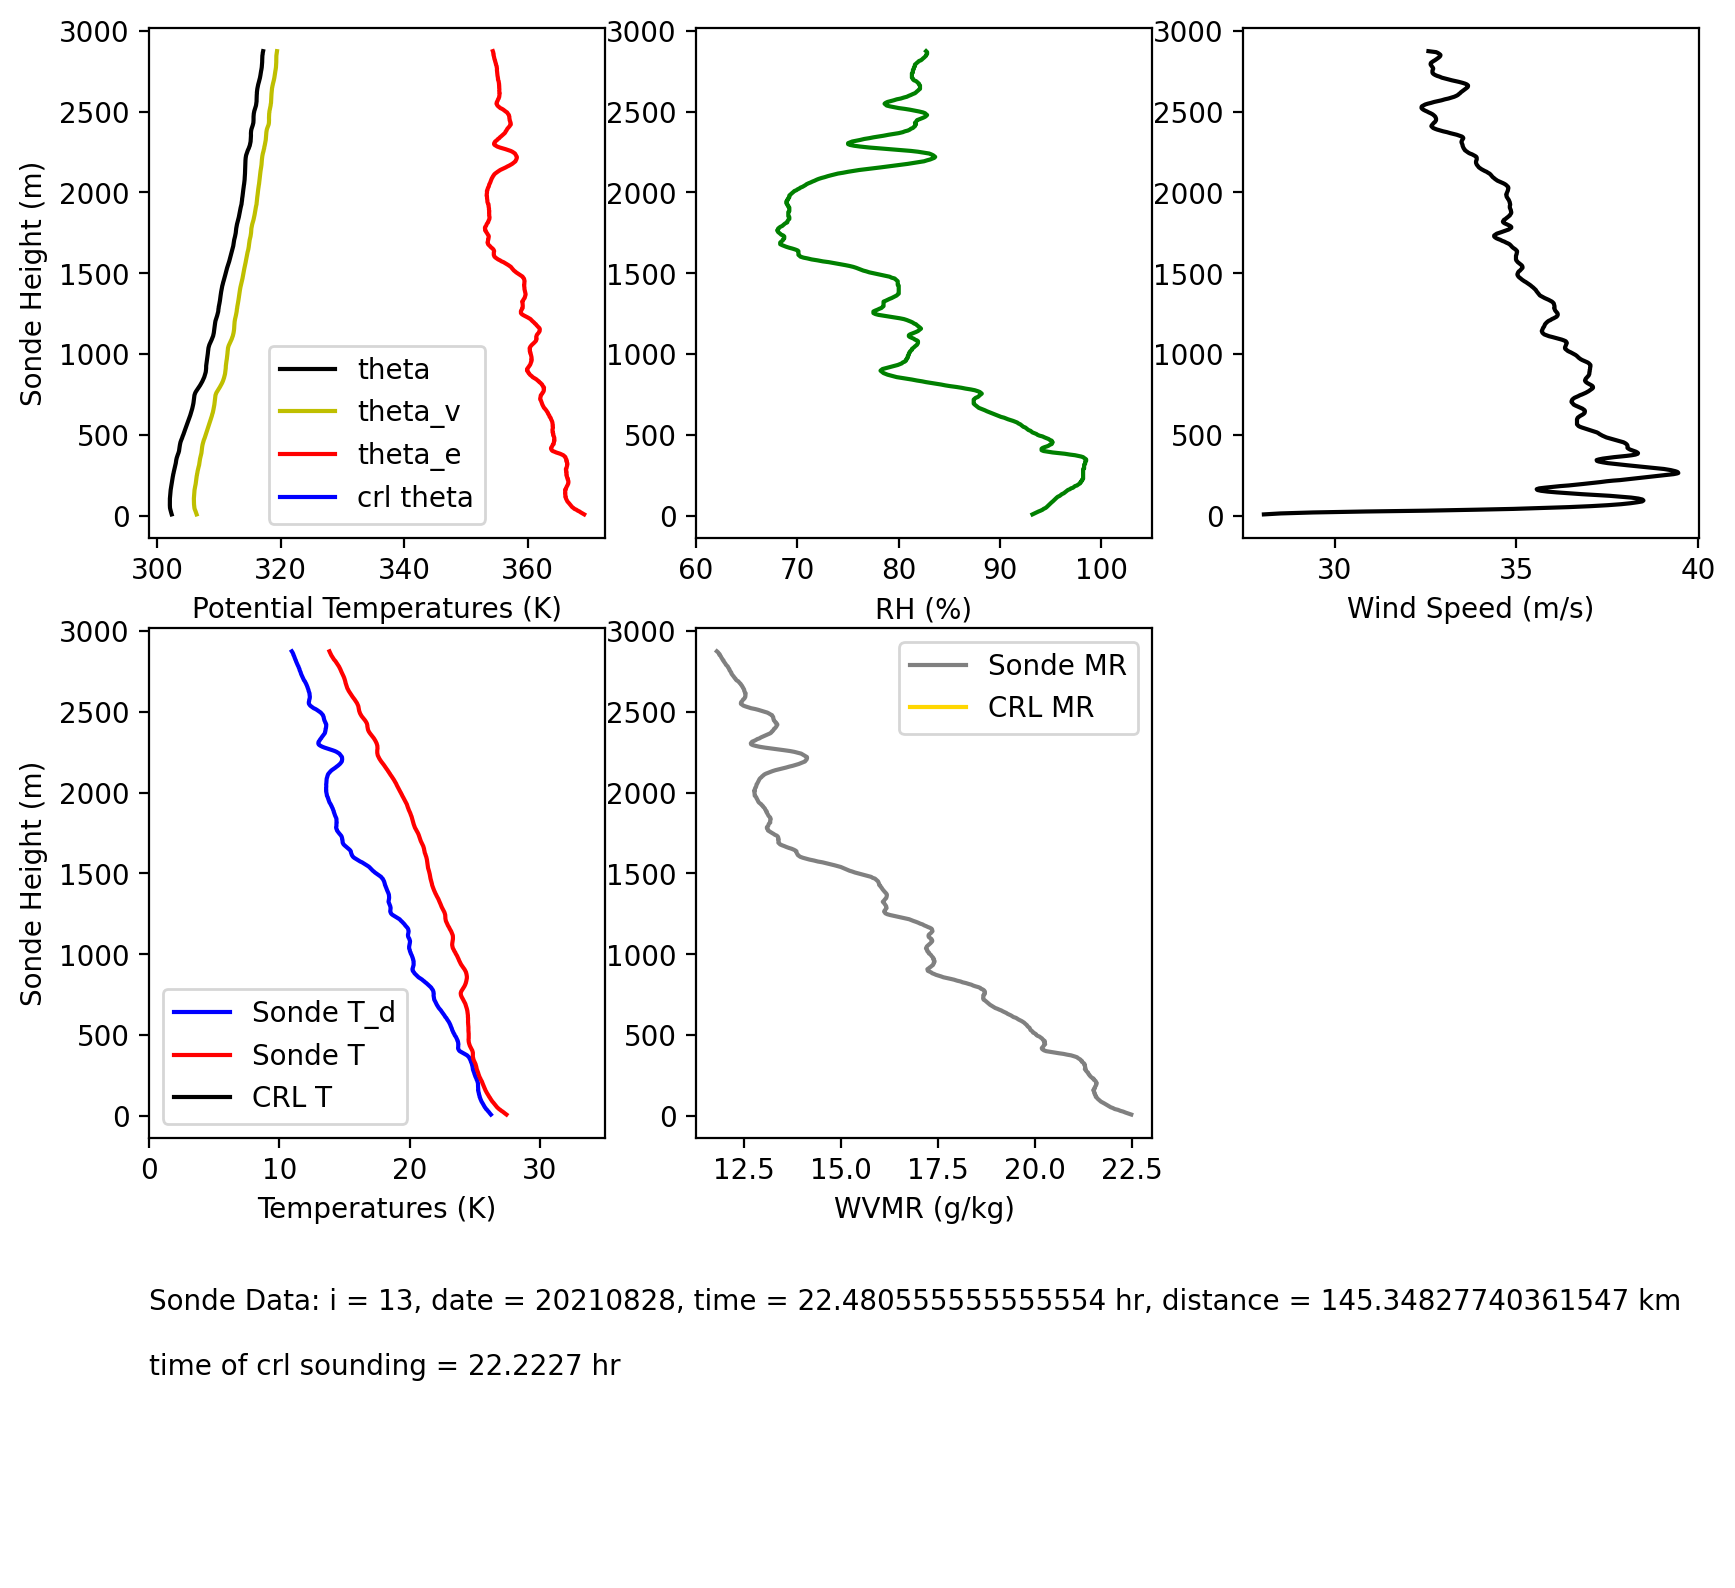 3000
2500
2000
1500
1000
500
0
Sonde Height (m)
theta
theta_v
theta_e
crl theta
300 320 340 360
Potential Temperatures (K)
3000
2500
2000
1500
1000
500
0
60 70 80 90 100
RH (%)
3000
2500
2000
1500
1000
500
0
30 35 40
Wind Speed (m/s)
3000
2500
2000
1500
1000
500
0
Sonde Height (m)
Sonde T_d
Sonde T
CRL T
0 10 20 30
Temperatures (K)
3000
2500
2000
1500
1000
500
0
Sonde MR
CRL MR
12.5 15.0 17.5 20.0 22.5
WVMR (g/kg)
Sonde Data: i = 13, date = 20210828, time = 22.480555555555554 hr, distance = 145.34827740361547 km
time of crl sounding = 22.2227 hr